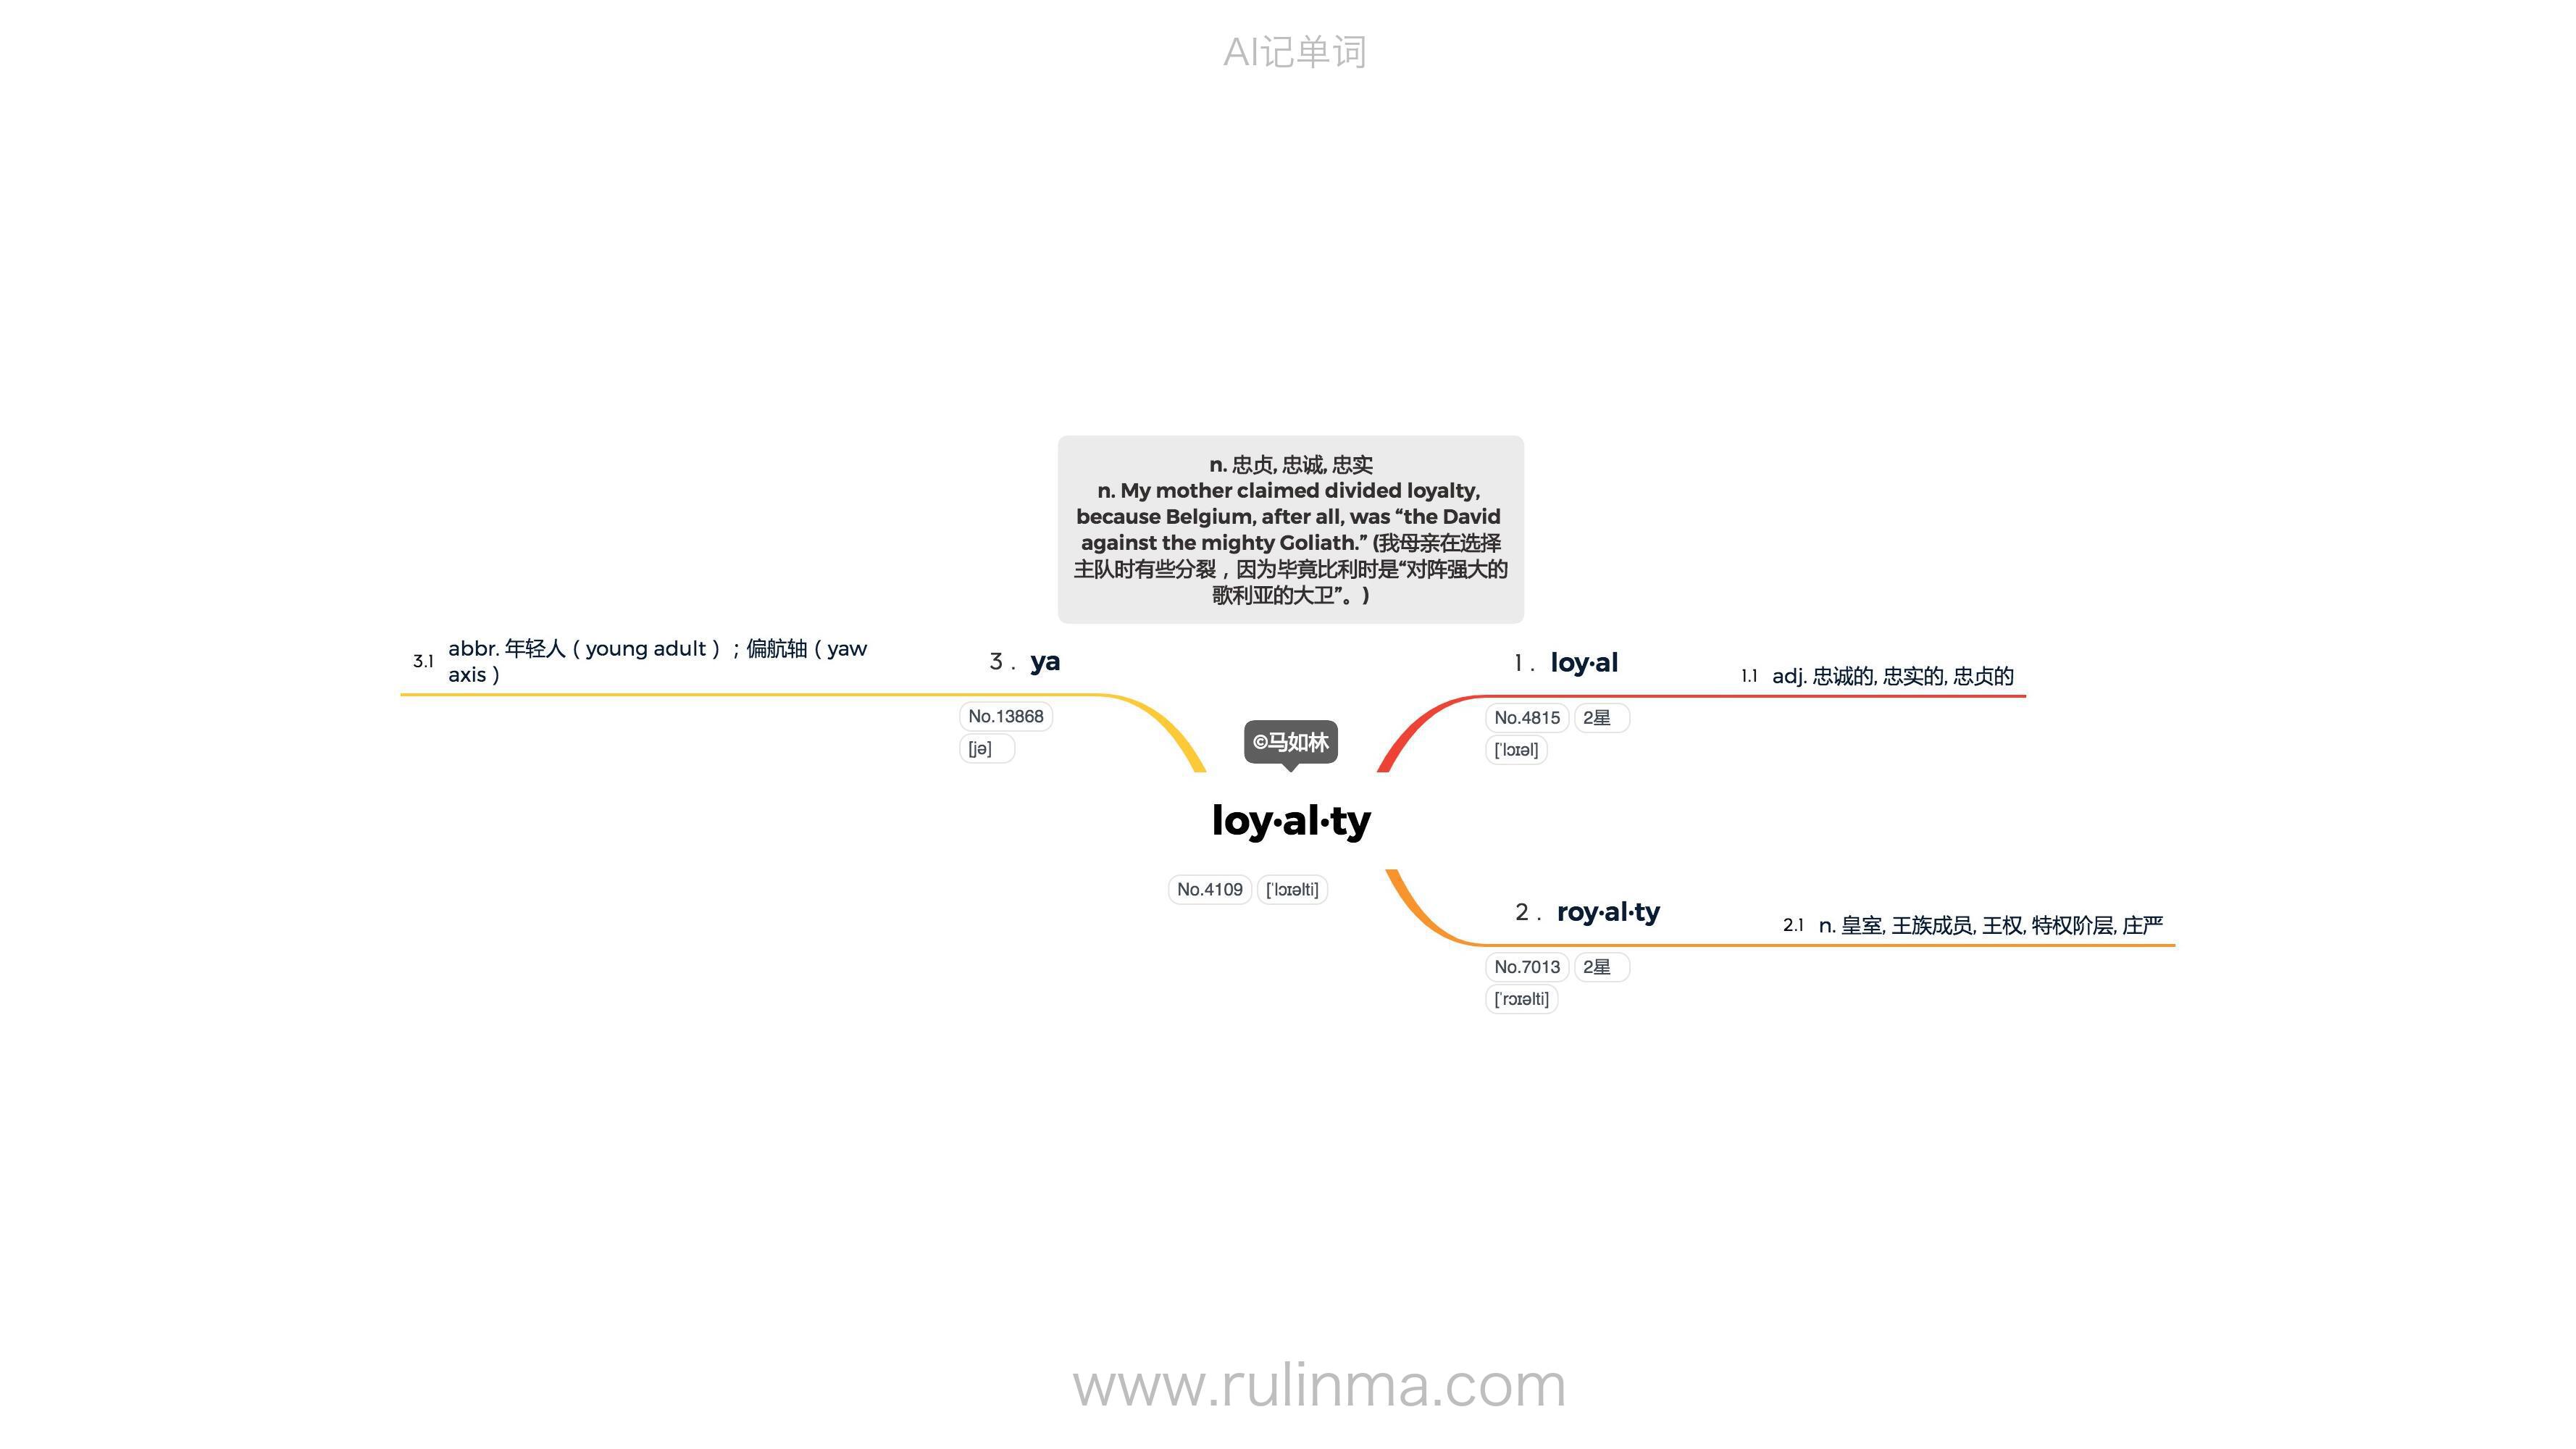 AI记单词
n. 忠贞, 忠诚, 忠实
n. My mother claimed divided loyalty,
because Belgium, after all, was “the David
against the mighty Goliath.” (我母亲在选择
主队时有些分裂，因为毕竟比利时是“对阵强大的
歌利亚的大卫”。)
3.1 abbr. 年轻人（young adult）；偏航轴（yaw
axis）
3 . ya
No.13868
[jə]
1 . loy·al
1.1 adj. 忠诚的, 忠实的, 忠贞的
No.4815 2星
[ˈlɔɪəl]
©马如林
loy·al·ty
No.4109 [ˈlɔɪəlti]
2 . roy·al·ty
2.1 n. 皇室, 王族成员, 王权, 特权阶层, 庄严
No.7013 2星
[ˈrɔɪəlti]
www.rulinma.com